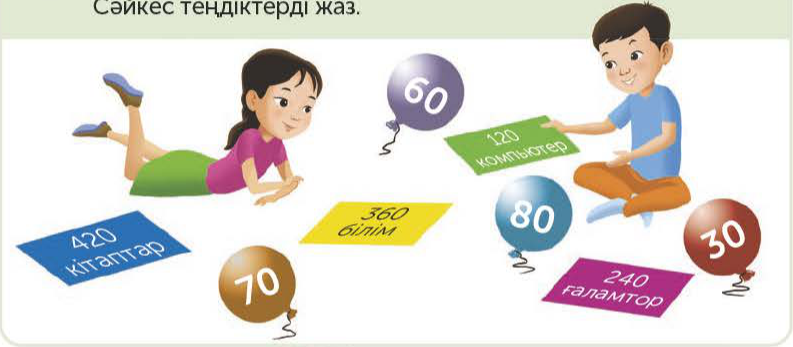 Сәйкес теңдіктерді жаз.
60
120
компьютер
360
білім
80
420
кітаптар
30
70
240
ғаламтор